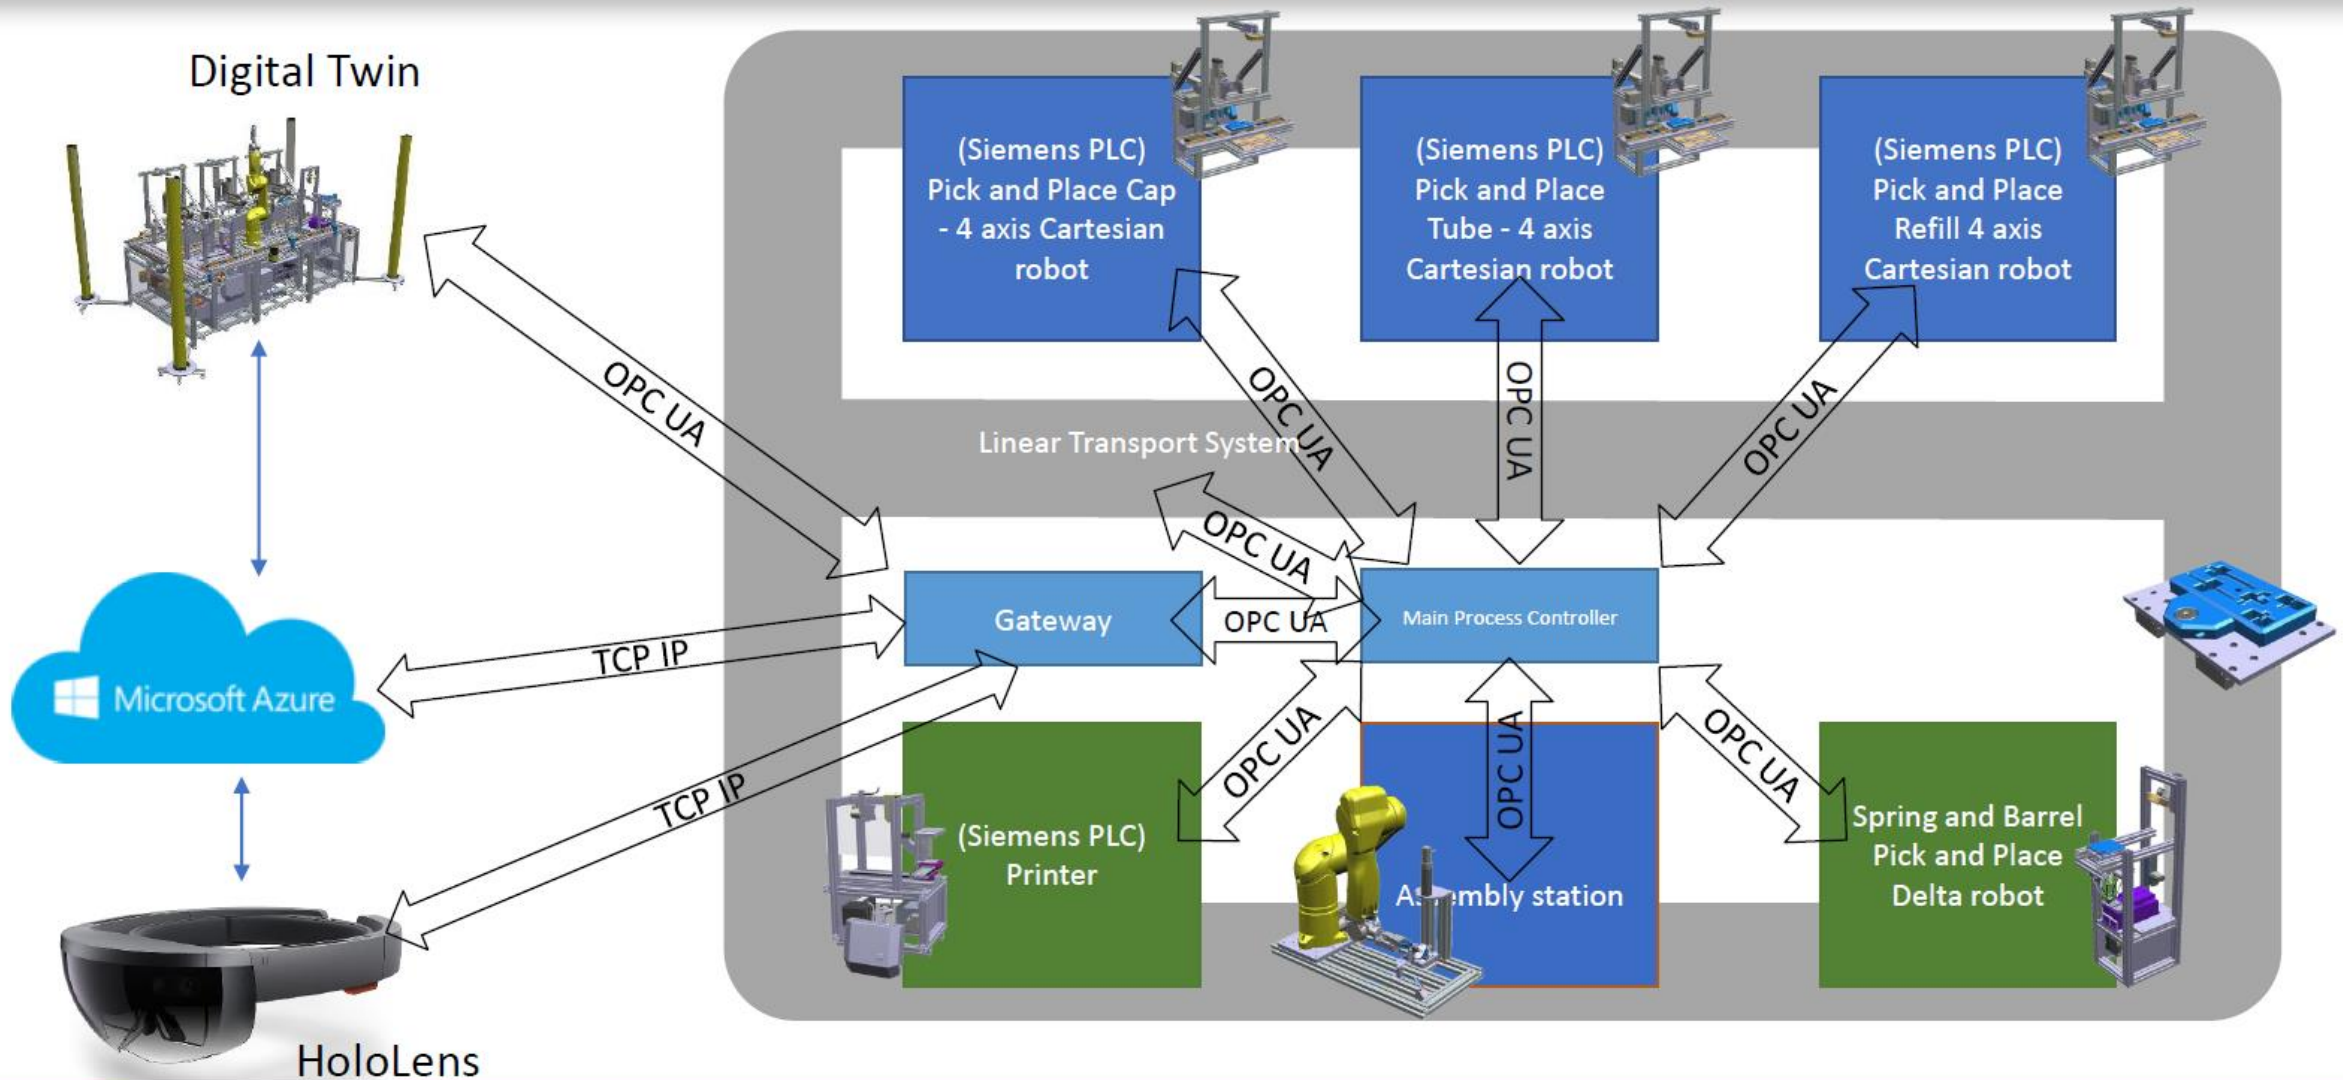 Digital Twin
(Siemens PLC)
Pick and Place Cap
- 4 axis Cartesian
robot
(Siemens PLC)
Pick and Place
Tube - 4 axis
Cartesian robot
(Siemens PLC)
Pick and Place
Refill 4 axis
Cartesian robot
OPC UA
OPC UA
OPC UA
OPC UA
Linear Transport System
OPC UA
Gateway
OPC UA
Main Process Controller
TCP IP
Microsoft Azure
TCP IP
OPC UA
OPC UA
OPC UA
(Siemens PLC)
Printer
Assembly station
Spring and Barrel
Pick and Place
Delta robot
HoloLens